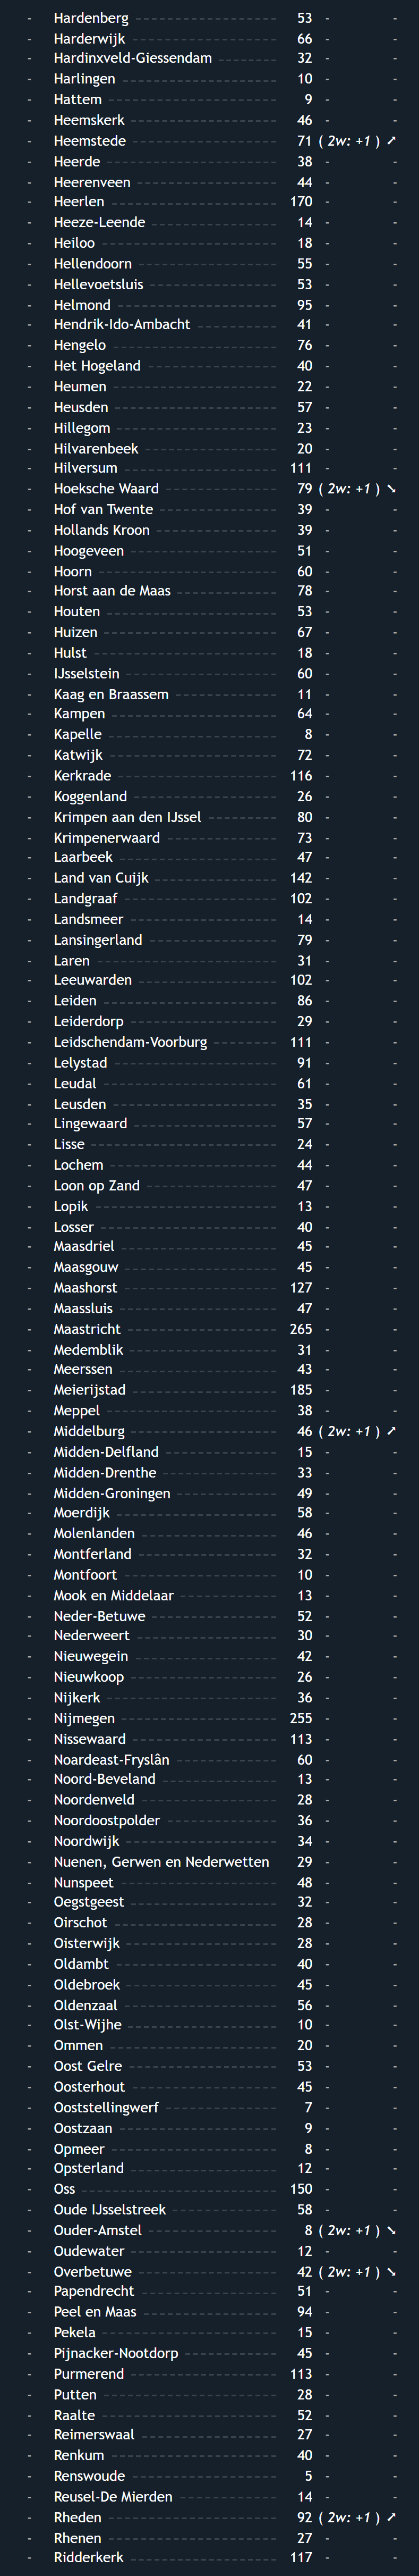 - Hardenberg 53 - -
- Harderwijk 66 - -
- Hardinxveld-Giessendam 32 - -
- Harlingen 10 - -
- Hattem 9 - -
- Heemskerk 46 - -
- Heemstede 71 ( 2w: +1 ) ➚
- Heerde 38 - -
- Heerenveen 44 - -
- Heerlen 170 - -
- Heeze-Leende 14 - -
- Heiloo 18 - -
- Hellendoorn 55 - -
- Hellevoetsluis 53 - -
- Helmond 95 - -
- Hendrik-Ido-Ambacht 41 - -
- Hengelo 76 - -
- Het Hogeland 40 - -
- Heumen 22 - -
- Heusden 57 - -
- Hillegom 23 - -
- Hilvarenbeek 20 - -
- Hilversum 111 - -
- Hoeksche Waard 79 ( 2w: +1 ) ➘
- Hof van Twente 39 - -
- Hollands Kroon 39 - -
- Hoogeveen 51 - -
- Hoorn 60 - -
- Horst aan de Maas 78 - -
- Houten 53 - -
- Huizen 67 - -
- Hulst 18 - -
- IJsselstein 60 - -
- Kaag en Braassem 11 - -
- Kampen 64 - -
- Kapelle 8 - -
- Katwijk 72 - -
- Kerkrade 116 - -
- Koggenland 26 - -
- Krimpen aan den IJssel 80 - -
- Krimpenerwaard 73 - -
- Laarbeek 47 - -
- Land van Cuijk 142 - -
- Landgraaf 102 - -
- Landsmeer 14 - -
- Lansingerland 79 - -
- Laren 31 - -
- Leeuwarden 102 - -
- Leiden 86 - -
- Leiderdorp 29 - -
- Leidschendam-Voorburg 111 - -
- Lelystad 91 - -
- Leudal 61 - -
- Leusden 35 - -
- Lingewaard 57 - -
- Lisse 24 - -
- Lochem 44 - -
- Loon op Zand 47 - -
- Lopik 13 - -
- Losser 40 - -
- Maasdriel 45 - -
- Maasgouw 45 - -
- Maashorst 127 - -
- Maassluis 47 - -
- Maastricht 265 - -
- Medemblik 31 - -
- Meerssen 43 - -
- Meierijstad 185 - -
- Meppel 38 - -
- Middelburg 46 ( 2w: +1 ) ➚
- Midden-Delfland 15 - -
- Midden-Drenthe 33 - -
- Midden-Groningen 49 - -
- Moerdijk 58 - -
- Molenlanden 46 - -
- Montferland 32 - -
- Montfoort 10 - -
- Mook en Middelaar 13 - -
- Neder-Betuwe 52 - -
- Nederweert 30 - -
- Nieuwegein 42 - -
- Nieuwkoop 26 - -
- Nijkerk 36 - -
- Nijmegen 255 - -
- Nissewaard 113 - -
- Noardeast-Fryslân 60 - -
- Noord-Beveland 13 - -
- Noordenveld 28 - -
- Noordoostpolder 36 - -
- Noordwijk 34 - -
- Nuenen, Gerwen en Nederwetten 29 - -
- Nunspeet 48 - -
- Oegstgeest 32 - -
- Oirschot 28 - -
- Oisterwijk 28 - -
- Oldambt 40 - -
- Oldebroek 45 - -
- Oldenzaal 56 - -
- Olst-Wijhe 10 - -
- Ommen 20 - -
- Oost Gelre 53 - -
- Oosterhout 45 - -
- Ooststellingwerf 7 - -
- Oostzaan 9 - -
- Opmeer 8 - -
- Opsterland 12 - -
- Oss 150 - -
- Oude IJsselstreek 58 - -
- Ouder-Amstel 8 ( 2w: +1 ) ➘
- Oudewater 12 - -
- Overbetuwe 42 ( 2w: +1 ) ➘
- Papendrecht 51 - -
- Peel en Maas 94 - -
- Pekela 15 - -
- Pijnacker-Nootdorp 45 - -
- Purmerend 113 - -
- Putten 28 - -
- Raalte 52 - -
- Reimerswaal 27 - -
- Renkum 40 - -
- Renswoude 5 - -
- Reusel-De Mierden 14 - -
- Rheden 92 ( 2w: +1 ) ➚
- Rhenen 27 - -
- Ridderkerk 117 - -